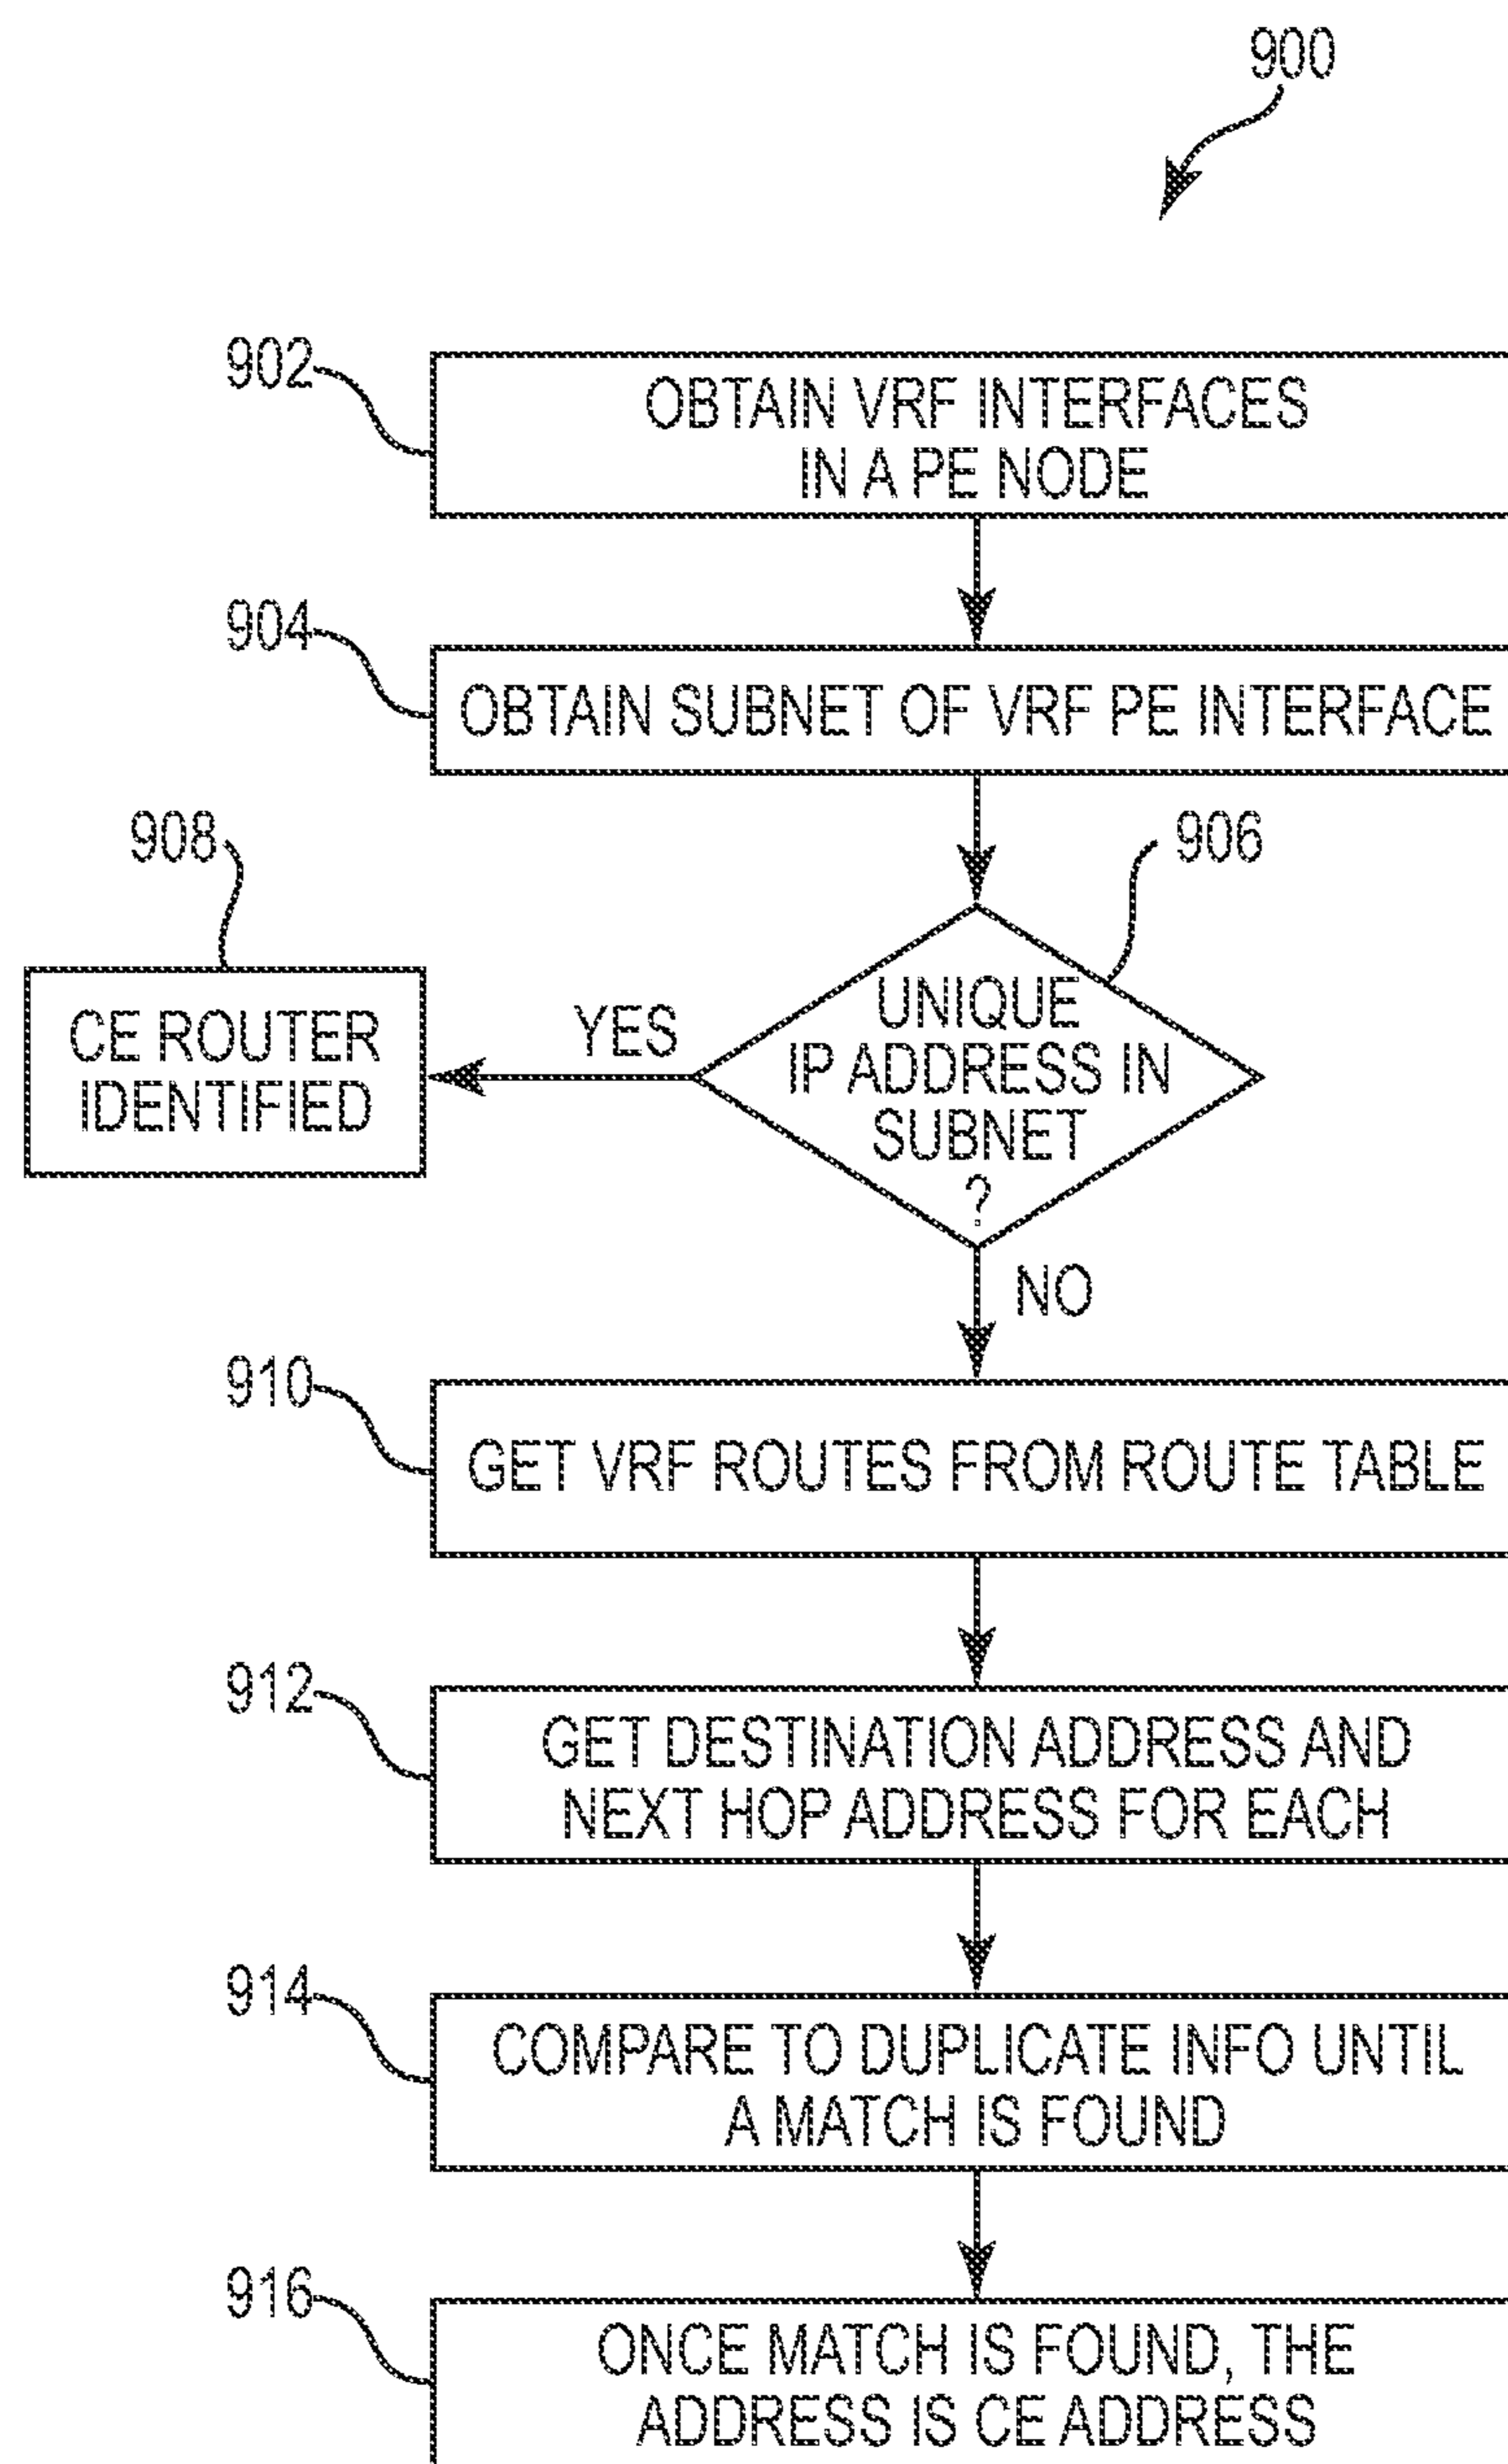 900
902
OBTAIN VRF INTERFACES
IN A PE NODE
904
OBTAIN SUBNET OF VRF PE INTERFACE
908
906
CE ROUTER
IDENTIFIED
YES
UNIQUE
IP ADDRESS IN
SUBNET
?
NO
910
GET VRF ROUTES FROM ROUTE TABLE
912
GET DESTINATION ADDRESS AND
NEXT HOP ADDRESS FOR EACH
914
COMPARE TO DUPLICATE INFO UNTIL
A MATCH IS FOUND
916
ONCE MATCH IS FOUND, THE
ADDRESS IS CE ADDRESS